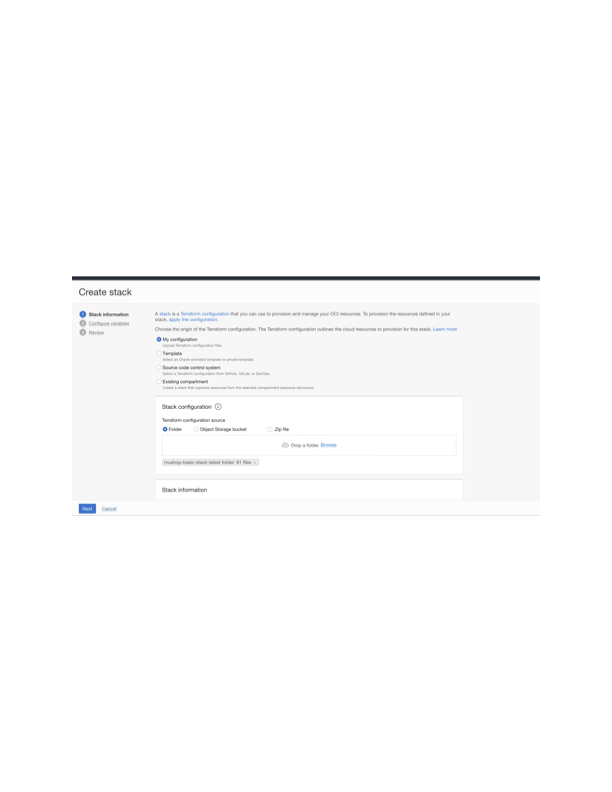 Create stack
1 Stack information
2 Configure variables
3 Review
A stack is a Terraform configuration that you can use to provision and manage your OCI resources. To provision the resources defined in your
stack, apply the configuration.
Choose the origin of the Terraform configuration. The Terraform configuration outlines the cloud resources to provision for this stack. Learn more
My configuration
Upload Terraform configuration files.
Template
Select an Oracle-provided template or private template.
Source code control system
Select a Terraform configuration from GitHub, GitLab, or DevOps.
Existing compartment
Create a stack that captures resources from the selected compartment (resource discovery).
Stack configuration i
Terraform configuration source
Folder Object Storage bucket .Zip file
Drop a folder. Browse
mushop-basic-stack-latest folder: 81 files ×
Stack information
Next Cancel